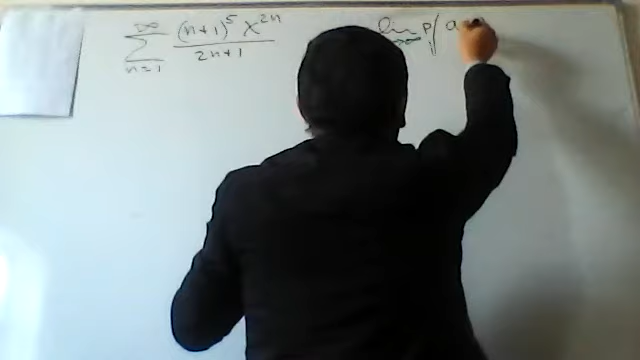 ∞ (n+1)^5 x^{2n} lim p| a
∑ ―――――――――
n=1 2n+1